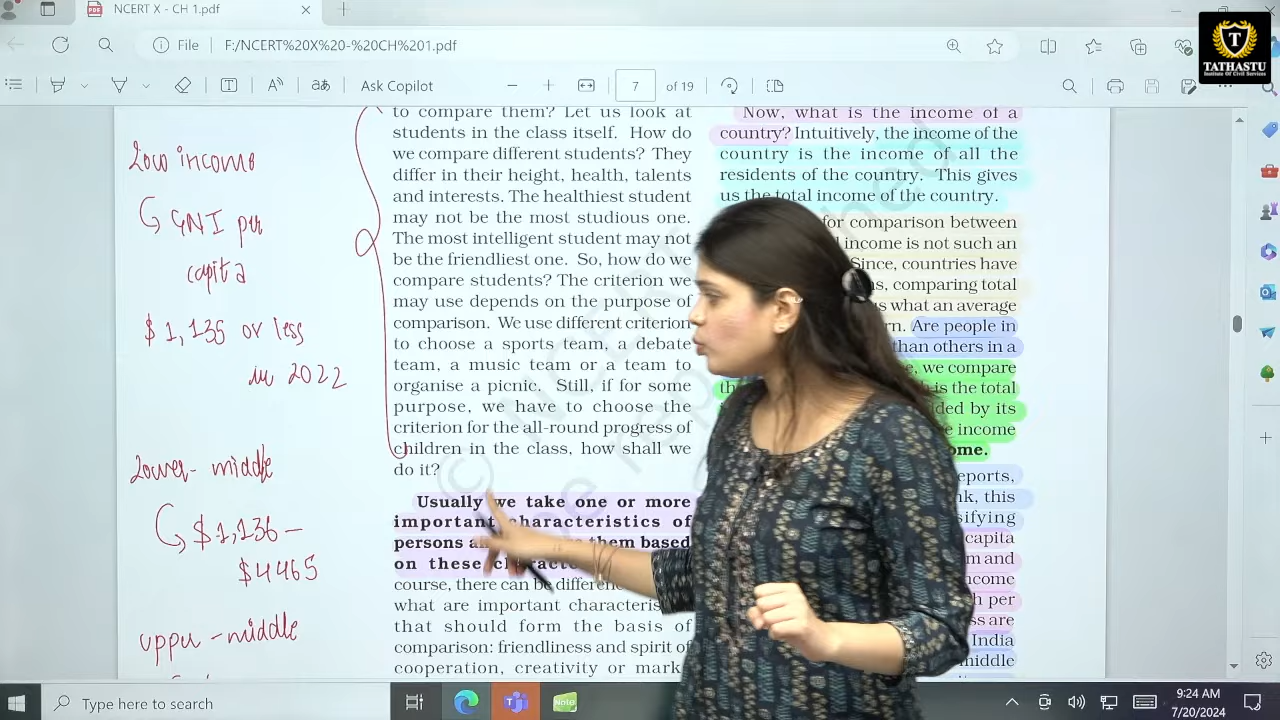 NCERT X - CH 1.pdf
File
F:/NCERT%20X%20-%20CH%201.pdf
Ask Copilot
7
of 19
T
TATHASTU
Institute Of Civil Services
Low income
GNI per
capita
$ 1,135 or less
in 2022
Lower-middle
$1,136 –
$4465
upper-middle
to compare them? Let us look at
students in the class itself. How do
we compare different students? They
differ in their height, health, talents
and interests. The healthiest student
may not be the most studious one.
The most intelligent student may not
be the friendliest one. So, how do we
compare students? The criterion we
may use depends on the purpose of
comparison. We use different criterion
to choose a sports team, a debate
team, a music team or a team to
organise a picnic. Still, if for some
purpose, we have to choose the
criterion for the all-round progress of
children in the class, how shall we
do it?
Usually we take one or more
important characteristics of
persons them based
on these
course, there can be
what are important
that should form the basis of
comparison: friendliness and spirit of
cooperation, creativity or
Now, what is the income of a
country? Intuitively, the income of the
country is the income of all the
residents of the country. This gives
us the total income of the country.
for comparison between
income is not such an
Since, countries have
comparing total
us what an average
Are people in
than others in a
we compare
is the total
by its
income
India
middle
Type here to search
9:24 AM
7/20/2024